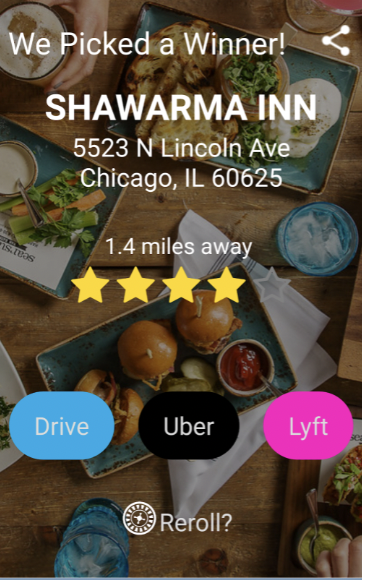 We Picked a Winner!
SHAWARMA INN
5523 N Lincoln Ave
Chicago, IL 60625
1.4 miles away
Drive
Uber
Lyft
Reroll?